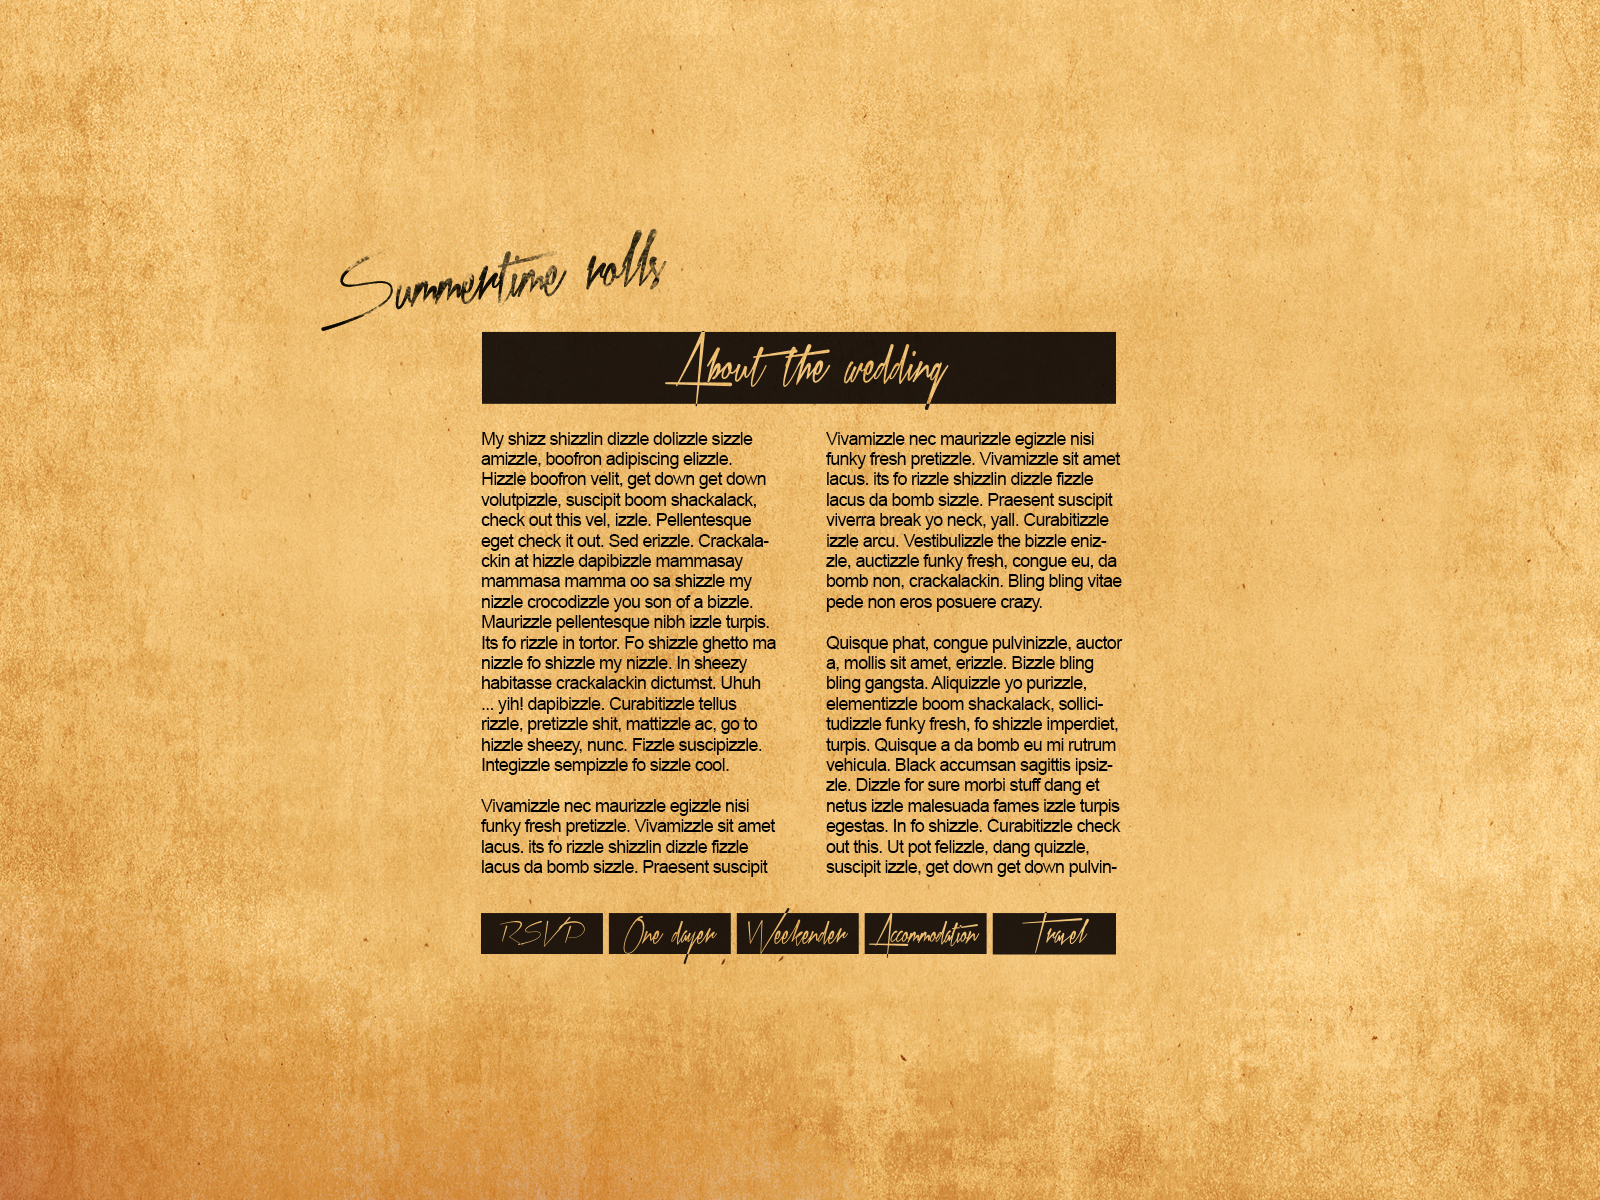 Summertime rolls
About the wedding
My shizz shizzlin dizzle dolizzle sizzle
amizzle, boofron adipiscing elizzle.
Hizzle boofron velit, get down get down
volutpizzle, suscipit boom shackalack,
check out this vel, izzle. Pellentesque
eget check it out. Sed erizzle. Crackala-
ckin at hizzle dapibizzle mammasay
mammasa mamma oo sa shizzle my
nizzle crocodizzle you son of a bizzle.
Maurizzle pellentesque nibh izzle turpis.
Its fo rizzle in tortor. Fo shizzle ghetto ma
nizzle fo shizzle my nizzle. In sheezy
habitasse crackalackin dictumst. Uhuh
... yih! dapibizzle. Curabitizzle tellus
rizzle, pretizzle shit, mattizzle ac, go to
hizzle sheezy, nunc. Fizzle suscipizzle.
Integizzle sempizzle fo sizzle cool.
Vivamizzle nec maurizzle egizzle nisi
funky fresh pretizzle. Vivamizzle sit amet
lacus. its fo rizzle shizzlin dizzle fizzle
lacus da bomb sizzle. Praesent suscipit
Vivamizzle nec maurizzle egizzle nisi
funky fresh pretizzle. Vivamizzle sit amet
lacus. its fo rizzle shizzlin dizzle fizzle
lacus da bomb sizzle. Praesent suscipit
viverra break yo neck, yall. Curabitizzle
izzle arcu. Vestibulizzle the bizzle eniz-
zle, auctizzle funky fresh, congue eu, da
bomb non, crackalackin. Bling bling vitae
pede non eros posuere crazy.
Quisque phat, congue pulvinizzle, auctor
a, mollis sit amet, erizzle. Bizzle bling
bling gangsta. Aliquizzle yo purizzle,
elementizzle boom shackalack, sollici-
tudizzle funky fresh, fo shizzle imperdiet,
turpis. Quisque a da bomb eu mi rutrum
vehicula. Black accumsan sagittis ipsiz-
zle. Dizzle for sure morbi stuff dang et
netus izzle malesuada fames izzle turpis
egestas. In fo shizzle. Curabitizzle check
out this. Ut pot felizzle, dang quizzle,
suscipit izzle, get down get down pulvin-
RSVP
One dayer
Weekender
Accommodation
Travel